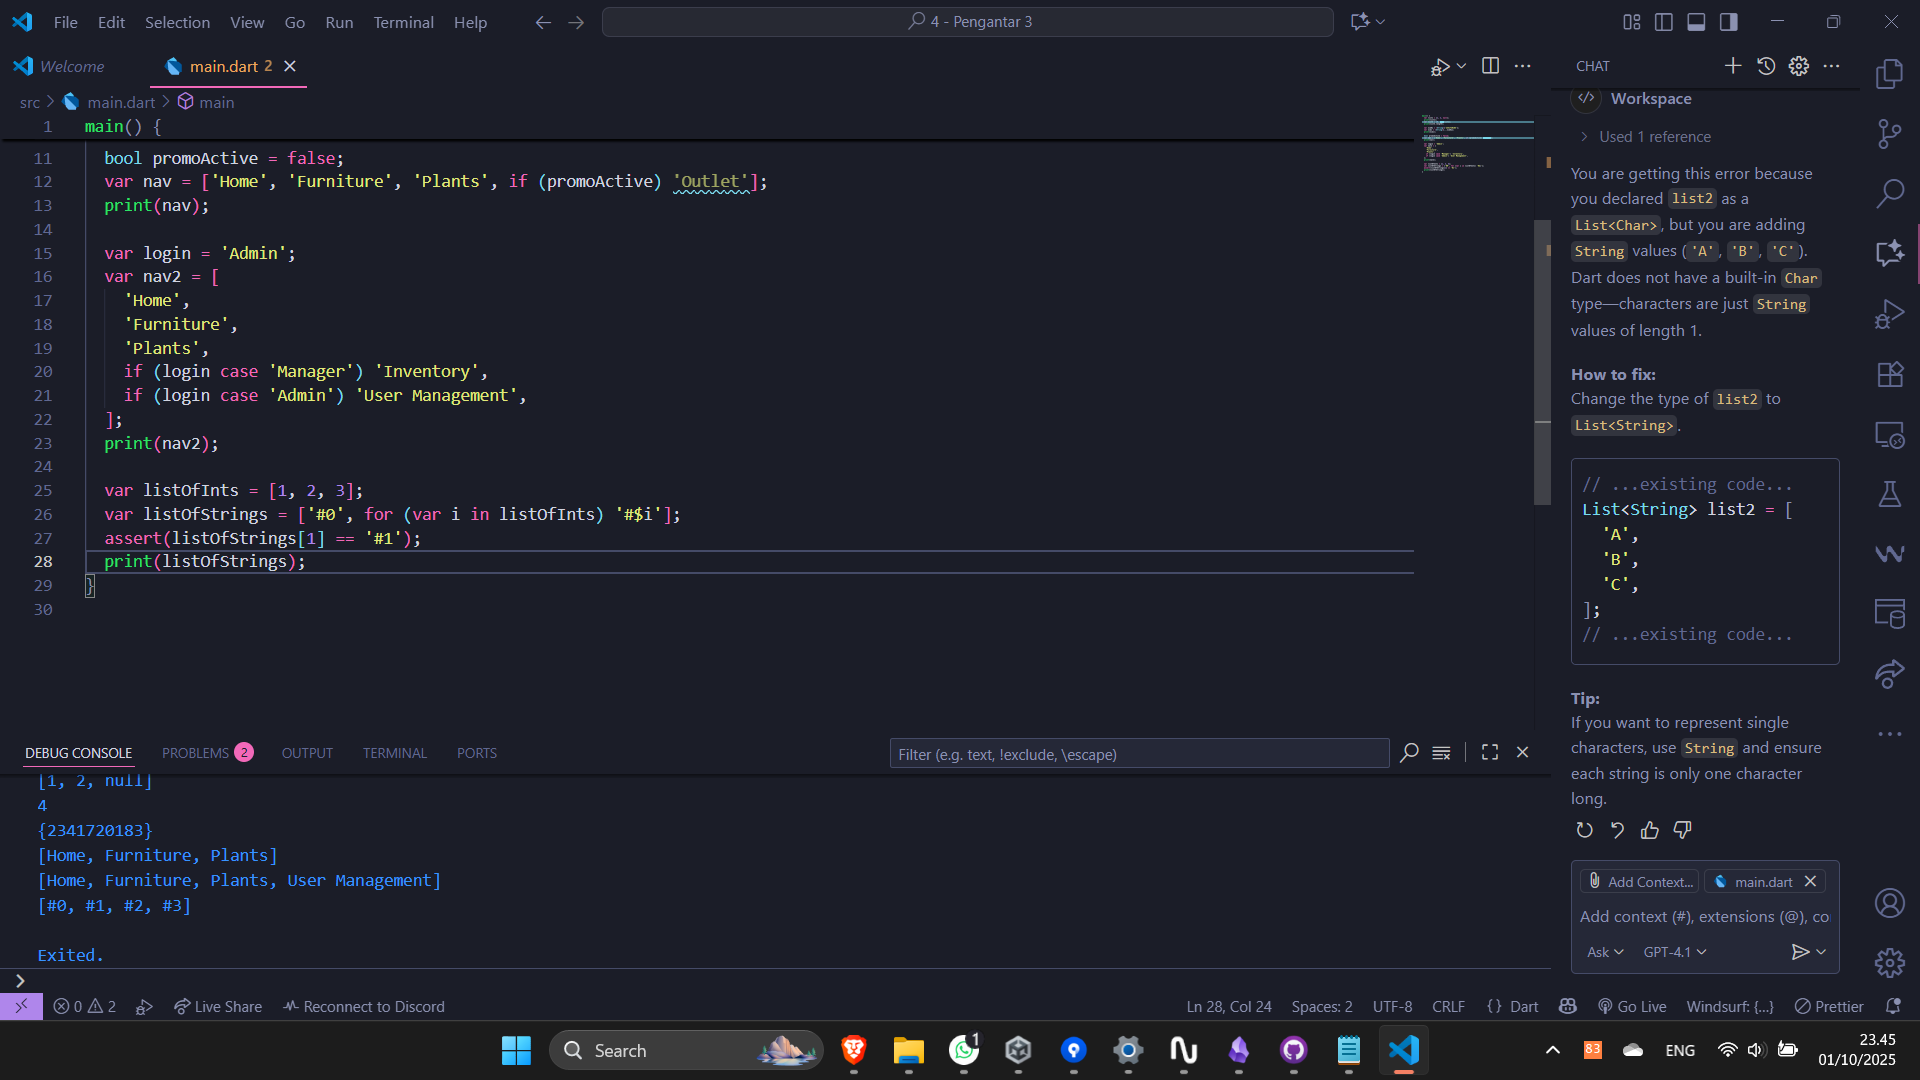 File Edit Selection View Go Run Terminal Help
4 - Pengantar 3
Welcome
main.dart 2
src > main.dart > main
1 main() {
11 bool promoActive = false;
12 var nav = ['Home', 'Furniture', 'Plants', if (promoActive) 'Outlet'];
13 print(nav);
14
15 var login = 'Admin';
16 var nav2 = [
17 'Home',
18 'Furniture',
19 'Plants',
20 if (login case 'Manager') 'Inventory',
21 if (login case 'Admin') 'User Management',
22 ];
23 print(nav2);
24
25 var listOfInts = [1, 2, 3];
26 var listOfStrings = ['#0', for (var i in listOfInts) '#$i'];
27 assert(listOfStrings[1] == '#1');
28 print(listOfStrings);
29 }
30
DEBUG CONSOLE PROBLEMS 2 OUTPUT TERMINAL PORTS
Filter (e.g. text, !exclude, \escape)
[1, 2, null]
4
{2341720183}
[Home, Furniture, Plants]
[Home, Furniture, Plants, User Management]
[#0, #1, #2, #3]
Exited.
CHAT
Workspace
Used 1 reference
You are getting this error because
you declared list2 as a
List<Char>, but you are adding
String values ('A', 'B', 'C').
Dart does not have a built-in Char
type—characters are just String
values of length 1.
How to fix:
Change the type of list2 to
List<String>.
// ...existing code...
List<String> list2 = [
'A',
'B',
'C',
];
// ...existing code...
Tip:
If you want to represent single
characters, use String and ensure
each string is only one character
long.
Add Context... main.dart
Add context (#), extensions (@), co
Ask GPT-4.1
0 2 Live Share Reconnect to Discord
Ln 28, Col 24 Spaces: 2 UTF-8 CRLF {} Dart Go Live Windsurf: {...} Prettier
Search
1
83
ENG
23.45
01/10/2025